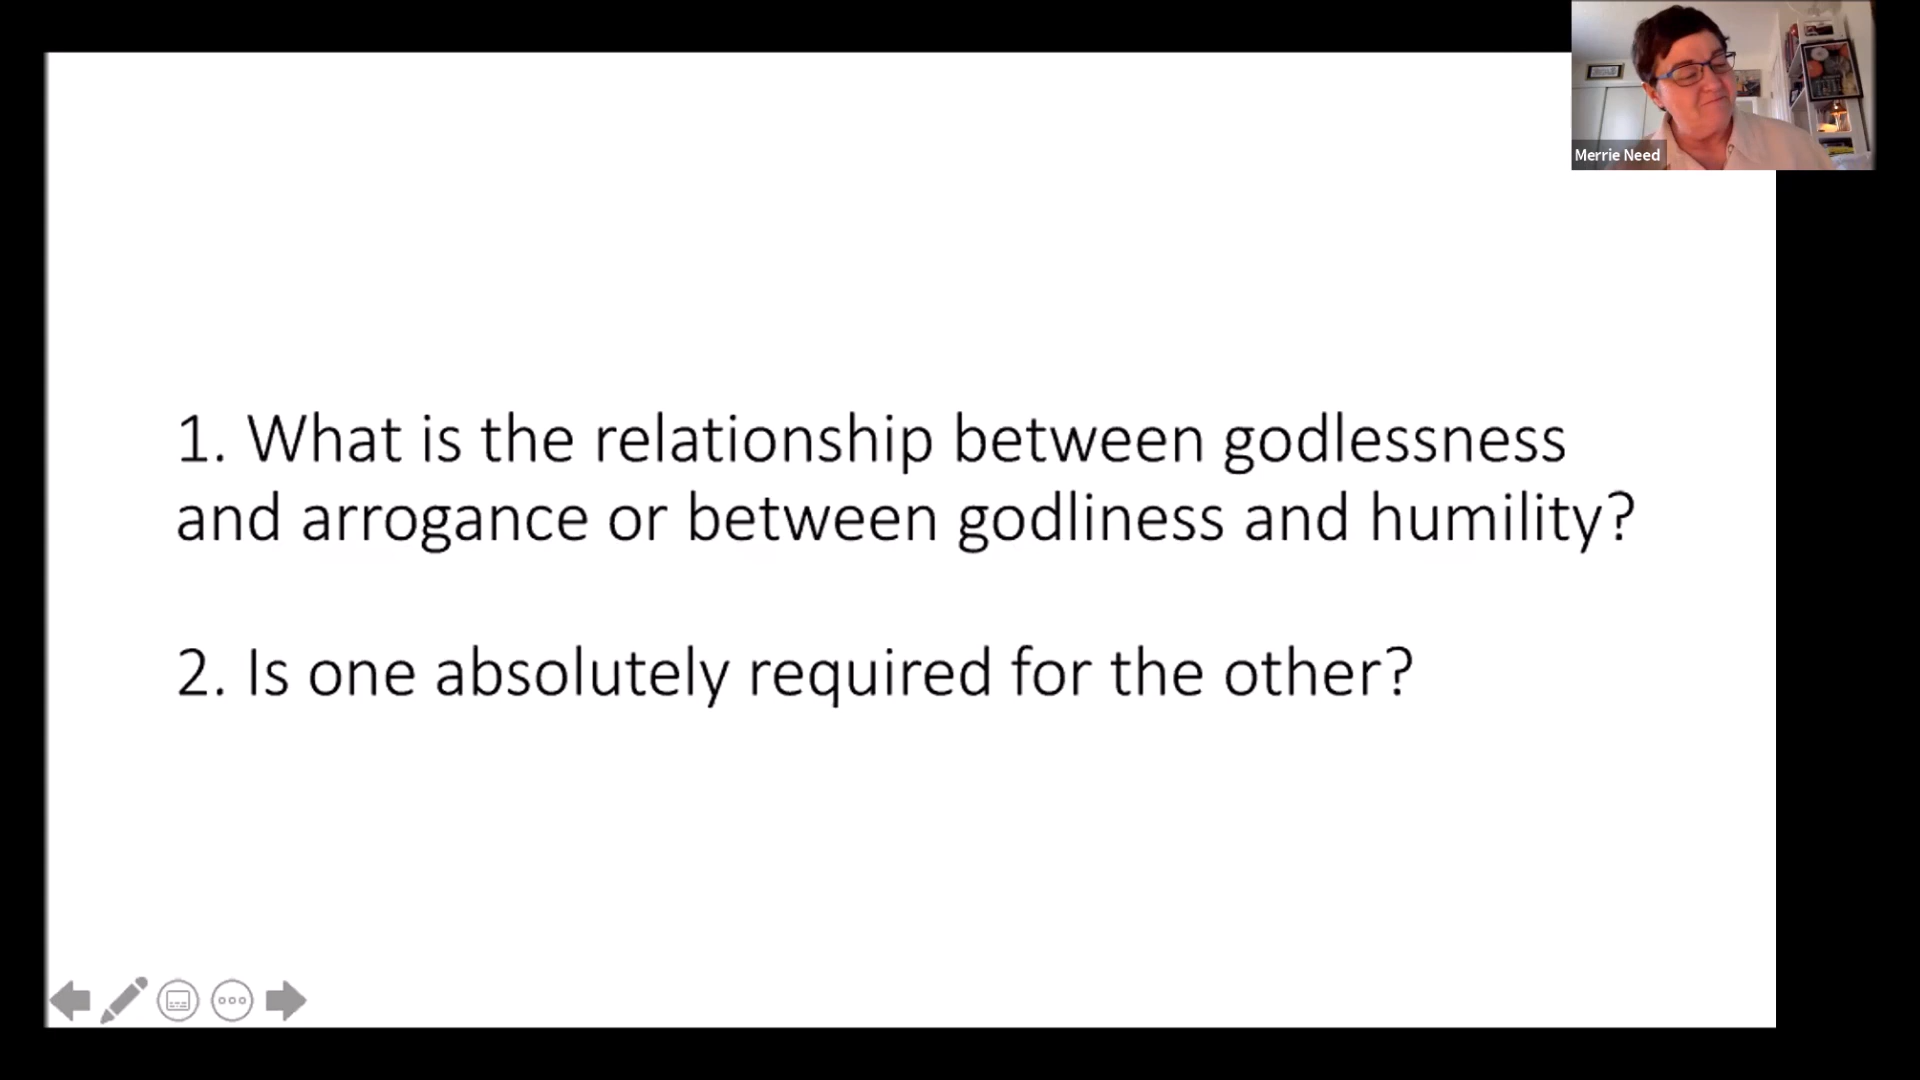 Merrie Need
1. What is the relationship between godlessness
and arrogance or between godliness and humility?
2. Is one absolutely required for the other?